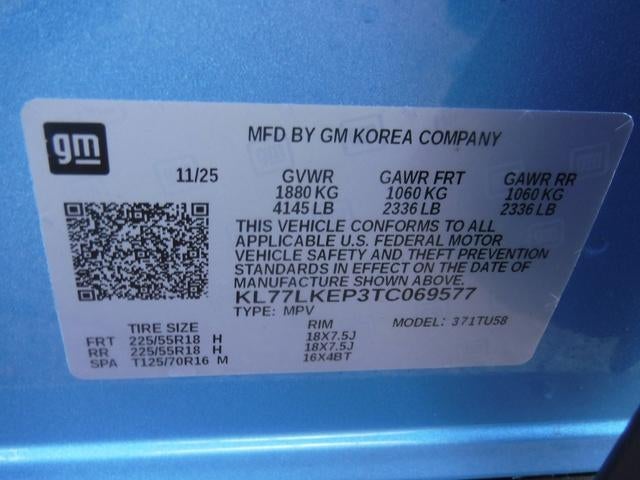 gm
MFD BY GM KOREA COMPANY
11/25 GVWR GAWR FRT GAWR RR
1880 KG 1060 KG 1060 KG
4145 LB 2336 LB 2336 LB
THIS VEHICLE CONFORMS TO ALL
APPLICABLE U.S. FEDERAL MOTOR
VEHICLE SAFETY AND THEFT PREVENTION
STANDARDS IN EFFECT ON THE DATE OF
MANUFACTURE SHOWN ABOVE.
KL77LKEP3TC069577
TYPE: MPV MODEL: 371TU58
TIRE SIZE RIM
FRT 225/55R18 H 18X7.5J
RR 225/55R18 H 18X7.5J
SPA T125/70R16 M 16X4BT